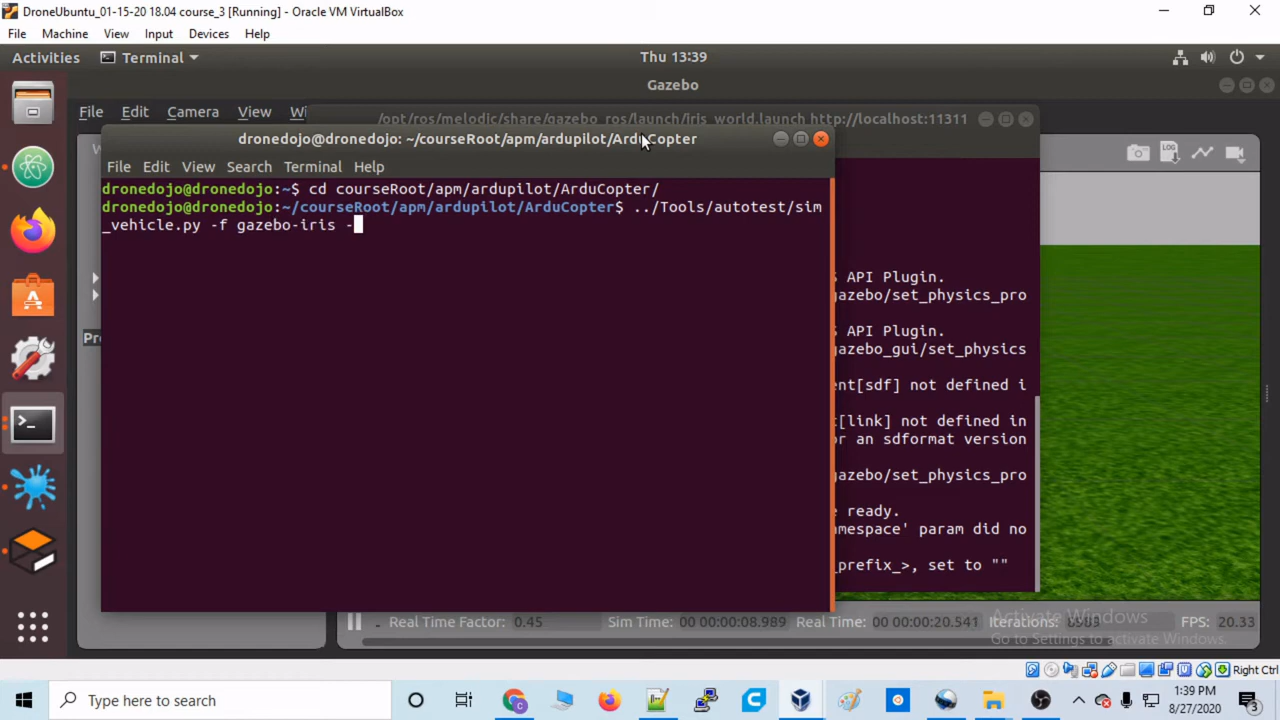 DroneUbuntu_01-15-20 18.04 course_3 [Running] - Oracle VM VirtualBox
File Machine View Input Devices Help
Activities Terminal Thu 13:39
Gazebo
File Edit Camera View Wi
/opt/ros/melodic/share/gazebo_ros/launch/iris_world.launch http://localhost:11311
dronedojo@dronedojo: ~/courseRoot/apm/ardupilot/ArduCopter
File Edit View Search Terminal Help
dronedojo@dronedojo:~$ cd courseRoot/apm/ardupilot/ArduCopter/
dronedojo@dronedojo:~/courseRoot/apm/ardupilot/ArduCopter$ ../Tools/autotest/sim
_vehicle.py -f gazebo-iris -
API Plugin.
gazebo/set_physics_pro
API Plugin.
gazebo_gui/set_physics
ent[sdf] not defined i
t[link] not defined in
or an sdformat version
gazebo/set_physics_pro
ready.
mespace' param did no
_prefix_>, set to ""
Pr
Real Time Factor: 0.45 Sim Time: 00 00:00:08.989 Real Time: 00 00:00:20.541 Iterations: 8989 FPS: 20.33
Activate Windows
Go to Settings to activate Windows.
Right Ctrl
Type here to search
1:39 PM
8/27/2020
3